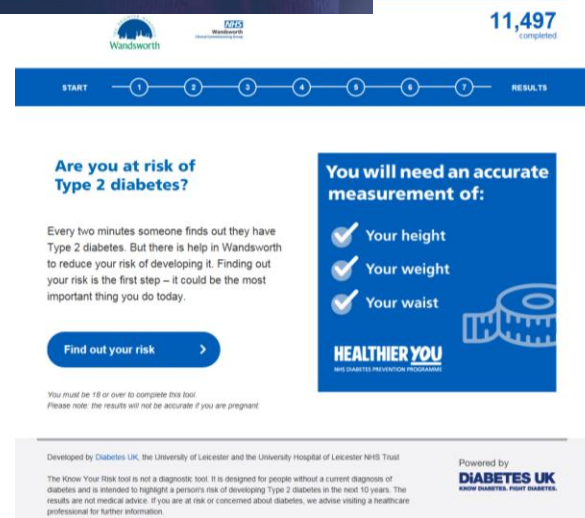 11,497
completed
Wandsworth
NHS
Wandsworth
Clinical Commissioning Group
START 1 2 3 4 5 6 7 RESULTS
Are you at risk of
Type 2 diabetes?
Every two minutes someone finds out they have
Type 2 diabetes. But there is help in Wandsworth
to reduce your risk of developing it. Finding out
your risk is the first step – it could be the most
important thing you do today.
Find out your risk
You must be 18 or over to complete this tool.
Please note: the results will not be accurate if you are pregnant.
You will need an accurate
measurement of:
Your height
Your weight
Your waist
HEALTHIER YOU
NHS DIABETES PREVENTION PROGRAMME
Developed by Diabetes UK, the University of Leicester and the University Hospital of Leicester NHS Trust
The Know Your Risk tool is not a diagnostic tool. It is designed for people without a current diagnosis of
diabetes and is intended to highlight a person's risk of developing Type 2 diabetes in the next 10 years. The
results are not medical advice. If you are at risk or concerned about diabetes, we advise visiting a healthcare
professional for further information.
Powered by
DiABETES UK
KNOW DIABETES. FIGHT DIABETES.